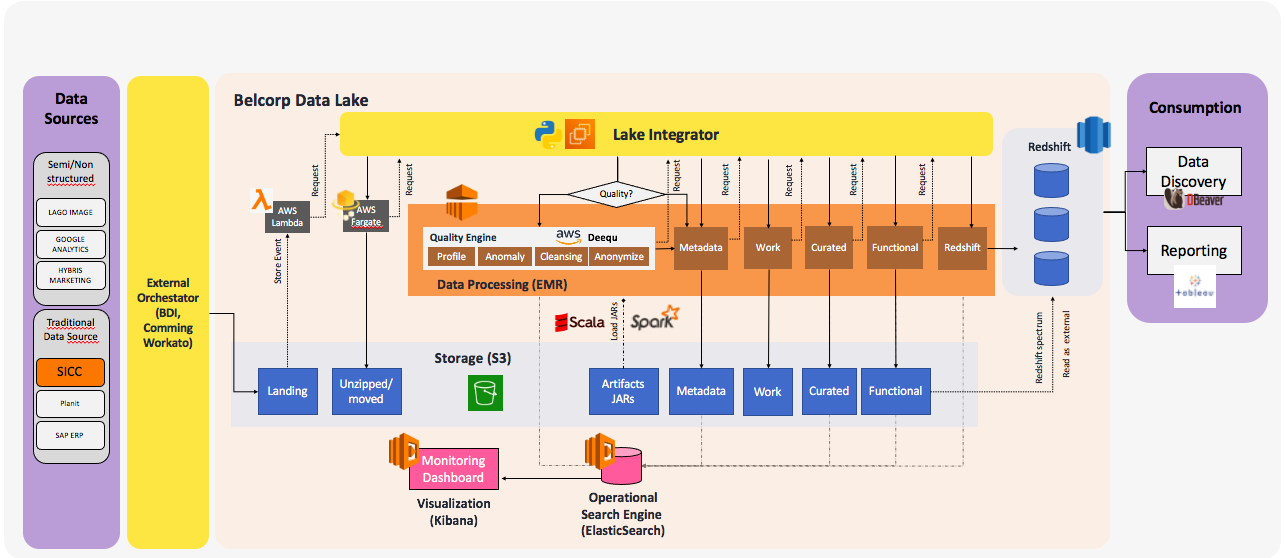 Data
Sources
Semi/Non
structured
LAGO IMAGE
GOOGLE
ANALYTICS
HYBRIS
MARKETING
Traditional
Data Source
SICC
Planit
SAP ERP
External
Orchestrator
(BDI,
Comming
Workato)
Belcorp Data Lake
Lake Integrator
Request
AWS
Lambda
Store Event
AWS
Fargate
Request
Quality?
Request
Request
Request
Request
Request
Quality Engine
aws
Deequ
Profile
Anomaly
Cleansing
Anonymize
Metadata
Work
Curated
Functional
Redshift
Data Processing (EMR)
Scala
Load JARs
Spark
Storage (S3)
Landing
Unzipped/
moved
Artifacts
JARs
Metadata
Work
Curated
Functional
Monitoring
Dashboard
Visualization
(Kibana)
Operational
Search Engine
(ElasticSearch)
Redshift
Redshift spectrum
Read as external
Consumption
Data
Discovery
DBeaver
Reporting
+ableau